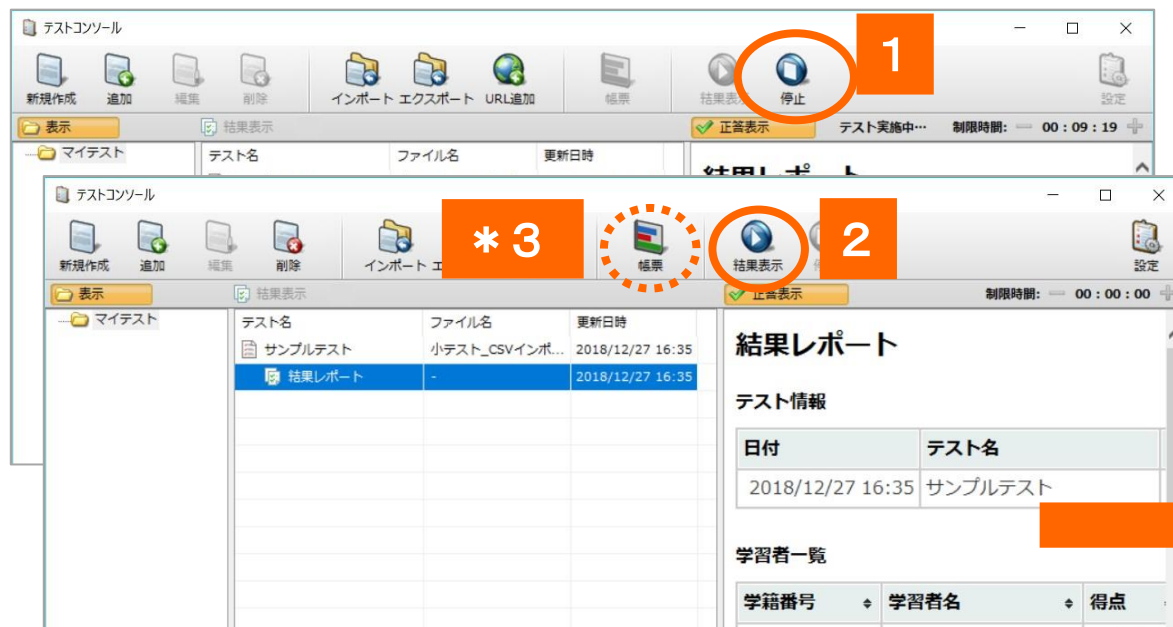 テストコンソール
1
新規作成 追加 編集 削除 インポート エクスポート URL追加 帳票 結果表示 停止 設定
表示 結果表示 正答表示 テスト実施中… 制限時間: 00:09:19
マイテスト テスト名 ファイル名 更新日時
結果レポート
テストコンソール
*3
2
新規作成 追加 編集 削除 インポート 帳票 結果表示 設定
表示 結果表示 正答表示 制限時間: 00:00:00
マイテスト テスト名 ファイル名 更新日時
サンプルテスト 小テスト_CSVインポ... 2018/12/27 16:35
結果レポート - 2018/12/27 16:35
結果レポート
テスト情報
日付 テスト名
2018/12/27 16:35 サンプルテスト
学習者一覧
学籍番号 学習者名 得点